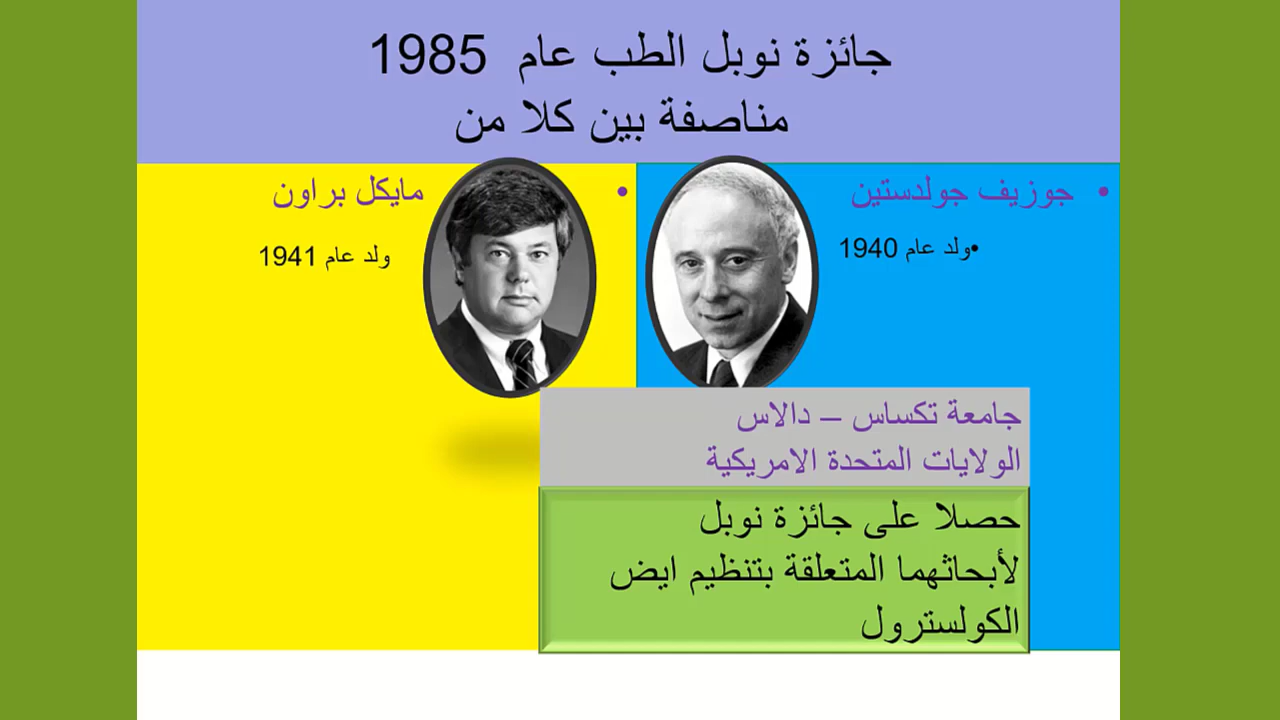 جائزة نوبل الطب عام 1985
مناصفة بين كلا من
• جوزيف جولدستين
•ولد عام 1940
• مايكل براون
ولد عام 1941
جامعة تكساس – دالاس
الولايات المتحدة الامريكية
حصلا على جائزة نوبل
لأبحاثهما المتعلقة بتنظيم ايض
الكولسترول